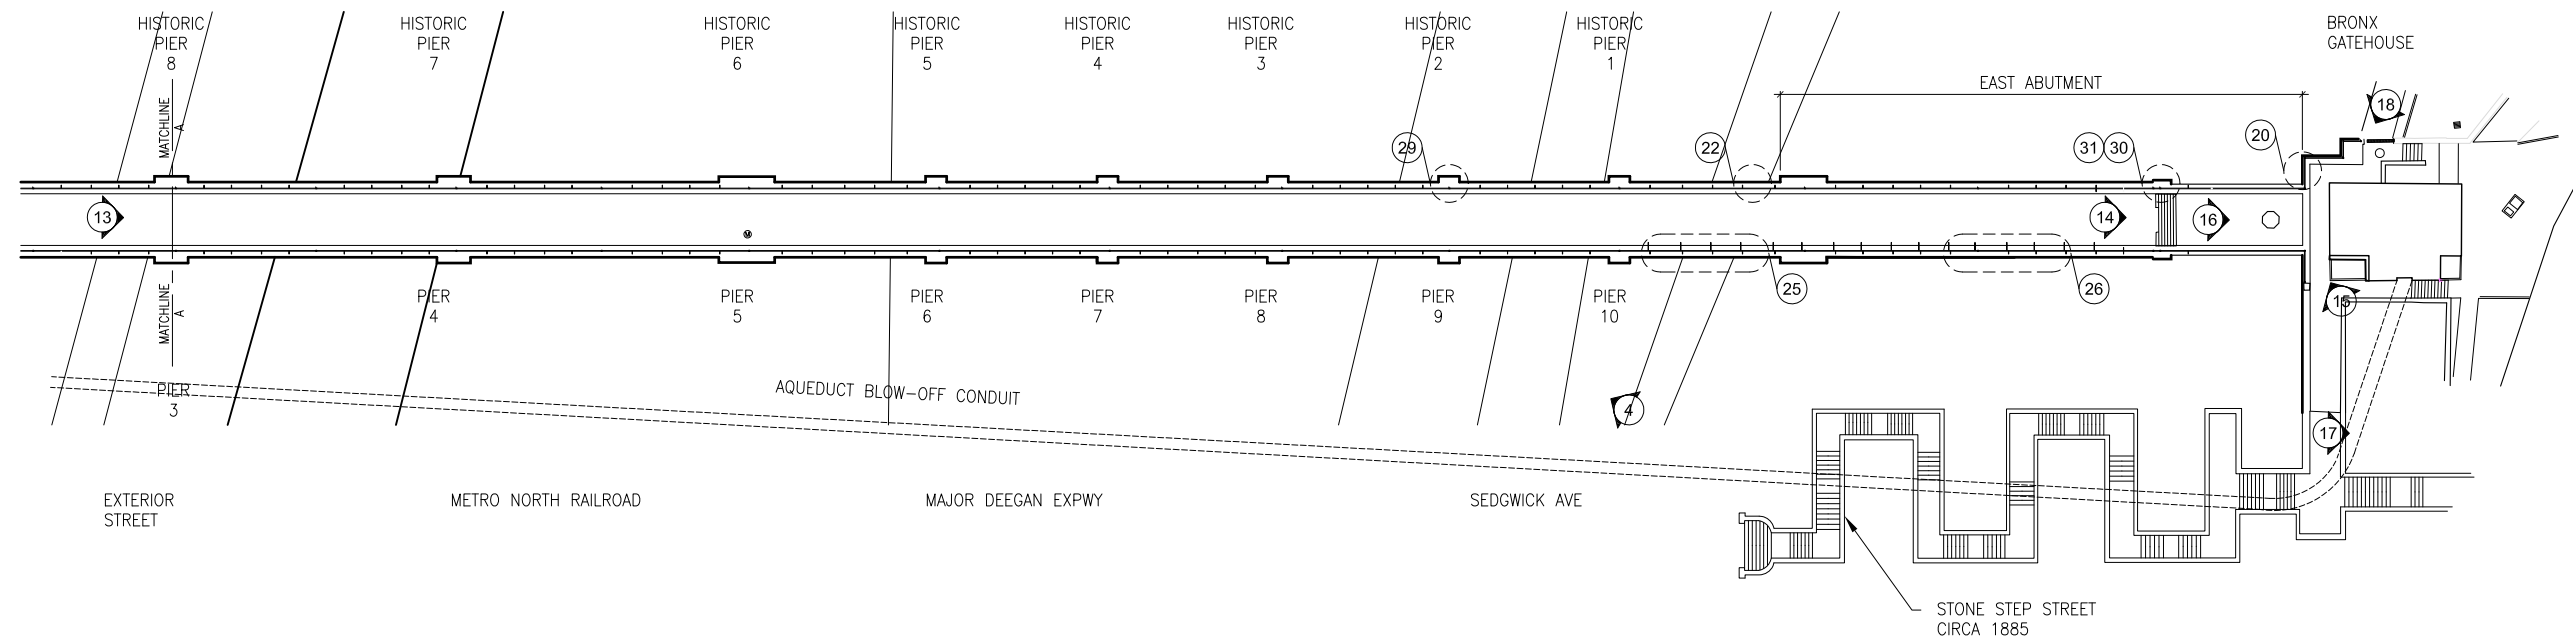 HISTORIC
PIER
8
HISTORIC
PIER
7
HISTORIC
PIER
6
HISTORIC
PIER
5
HISTORIC
PIER
4
HISTORIC
PIER
3
HISTORIC
PIER
2
HISTORIC
PIER
1
BRONX
GATEHOUSE
EAST ABUTMENT
MATCHLINE
A
18
29
22
31
30
20
13
14
16
M
25
26
15
MATCHLINE
A
PIER
3
PIER
4
PIER
5
PIER
6
PIER
7
PIER
8
PIER
9
PIER
10
AQUEDUCT BLOW-OFF CONDUIT
4
17
EXTERIOR
STREET
METRO NORTH RAILROAD
MAJOR DEEGAN EXPWY
SEDGWICK AVE
STONE STEP STREET
CIRCA 1885